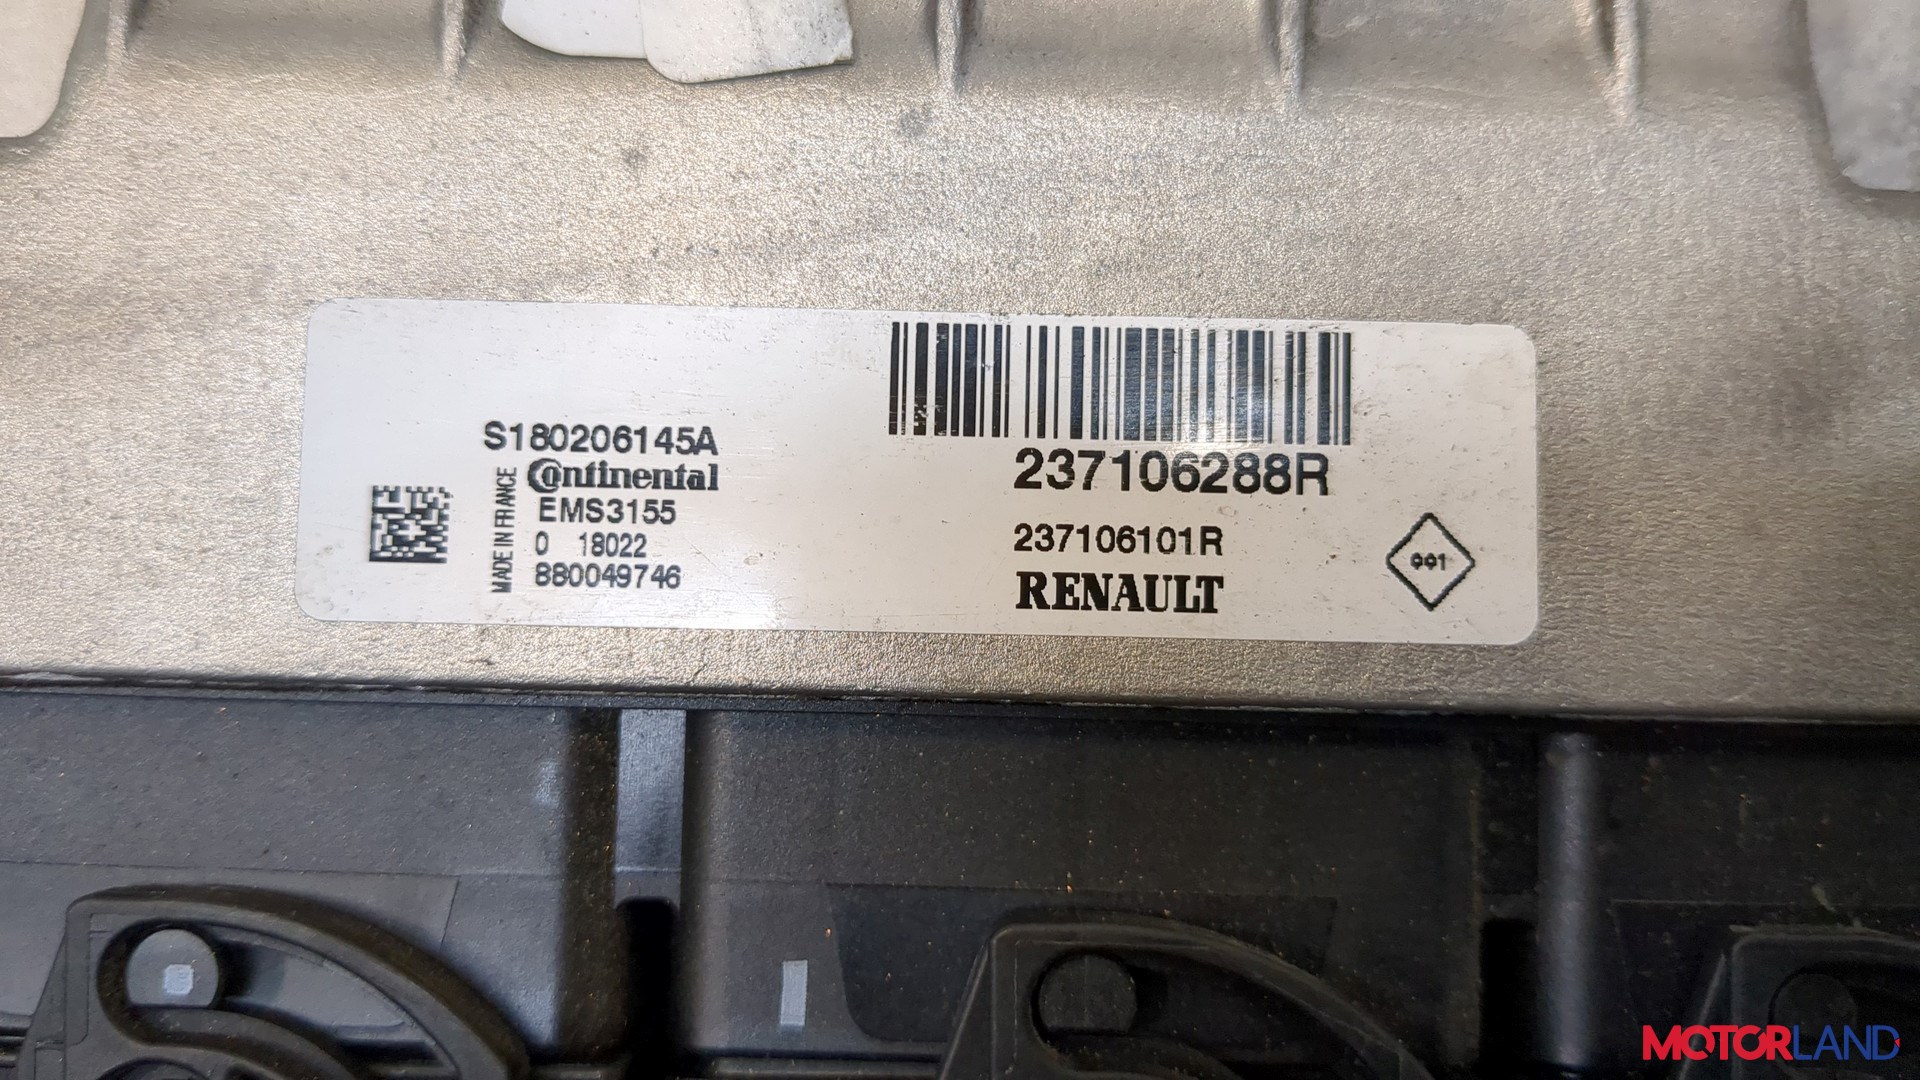 S180206145A
Continental
MADE IN FRANCE
EMS3155
0 18022
880049746
237106288R
237106101R
RENAULT
001
MOTORLAND